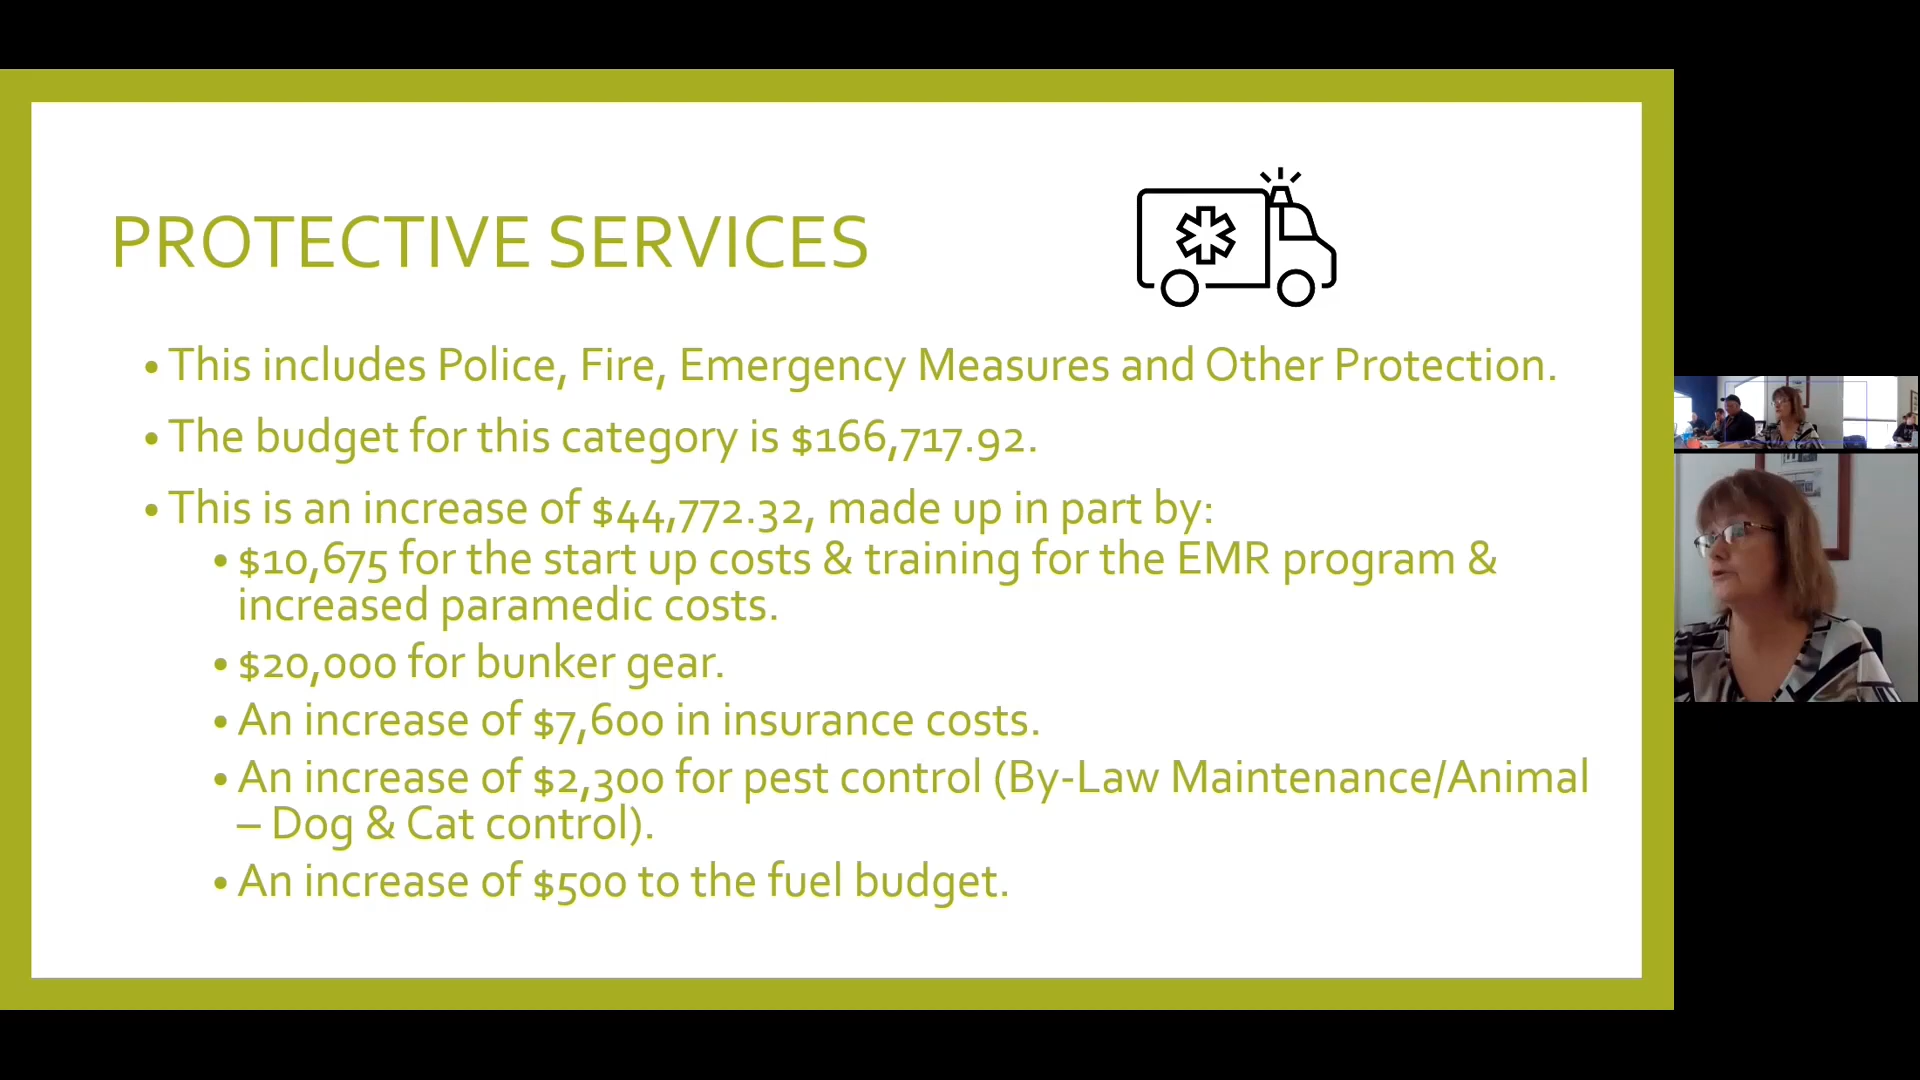 PROTECTIVE SERVICES
• This includes Police, Fire, Emergency Measures and Other Protection.
• The budget for this category is $166,717.92.
• This is an increase of $44,772.32, made up in part by:
• $10,675 for the start up costs & training for the EMR program &
increased paramedic costs.
• $20,000 for bunker gear.
• An increase of $7,600 in insurance costs.
• An increase of $2,300 for pest control (By-Law Maintenance/Animal
– Dog & Cat control).
• An increase of $500 to the fuel budget.